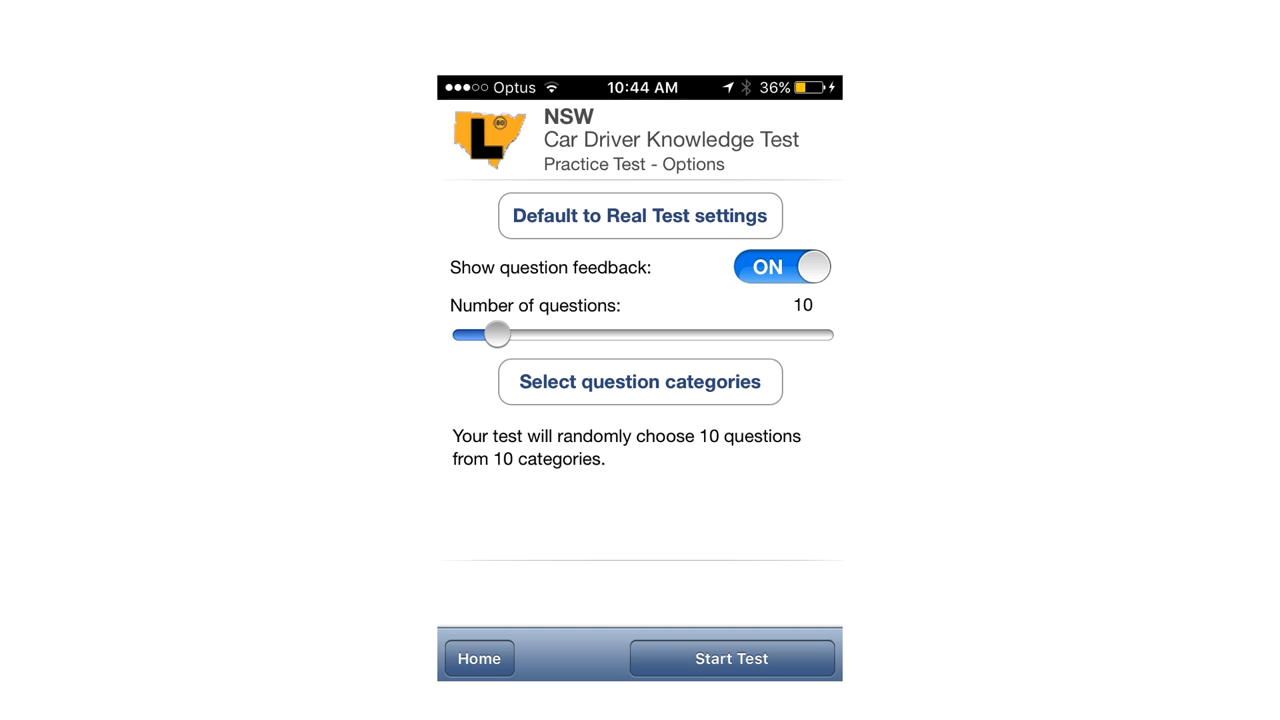 Optus 10:44 AM 36%
L 80
NSW
Car Driver Knowledge Test
Practice Test - Options
Default to Real Test settings
Show question feedback: ON
Number of questions: 10
Select question categories
Your test will randomly choose 10 questions
from 10 categories.
Home Start Test